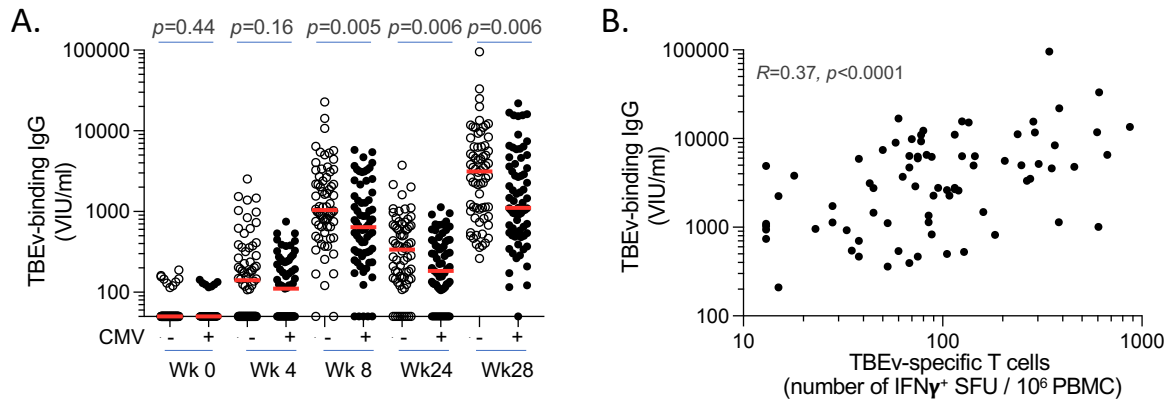 A.
p=0.44 p=0.16 p=0.005 p=0.006 p=0.006
TBEv-binding IgG
(VIU/ml)
100000
10000
1000
100
CMV - + - + - + - + - +
Wk 0 Wk 4 Wk 8 Wk24 Wk28
B.
R=0.37, p<0.0001
TBEv-binding IgG
(VIU/ml)
100000
10000
1000
100
10 100 1000
TBEv-specific T cells
(number of IFNγ⁺ SFU / 10⁶ PBMC)